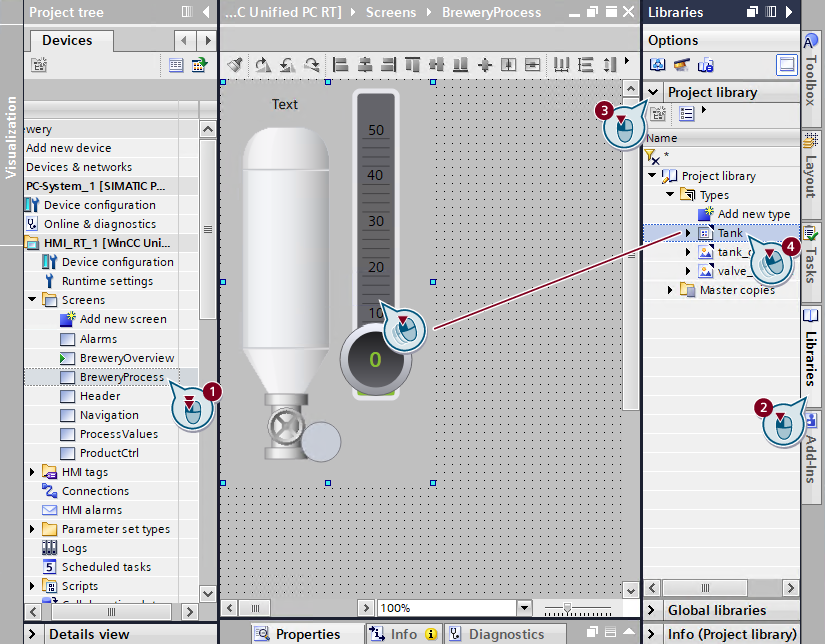 Project tree
Devices
Visualization
ewery
Add new device
Devices & networks
PC-System_1 [SIMATIC P...
Device configuration
Online & diagnostics
HMI_RT_1 [WinCC Uni...
Device configuration
Runtime settings
Screens
Add new screen
Alarms
BreweryOverview
BreweryProcess
Header
Navigation
ProcessValues
ProductCtrl
HMI tags
Connections
HMI alarms
Parameter set types
Logs
Scheduled tasks
Scripts
Details view
1
...C Unified PC RT]
Screens
BreweryProcess
Text
50
40
30
20
10
0
100%
Properties
Info
Diagnostics
Libraries
Options
Project library
3
Name
*
Project library
Types
Add new type
Tank
4
tank_
valve_
Master copies
2
Global libraries
Info (Project library)
Toolbox
Layout
Tasks
Libraries
Add-Ins